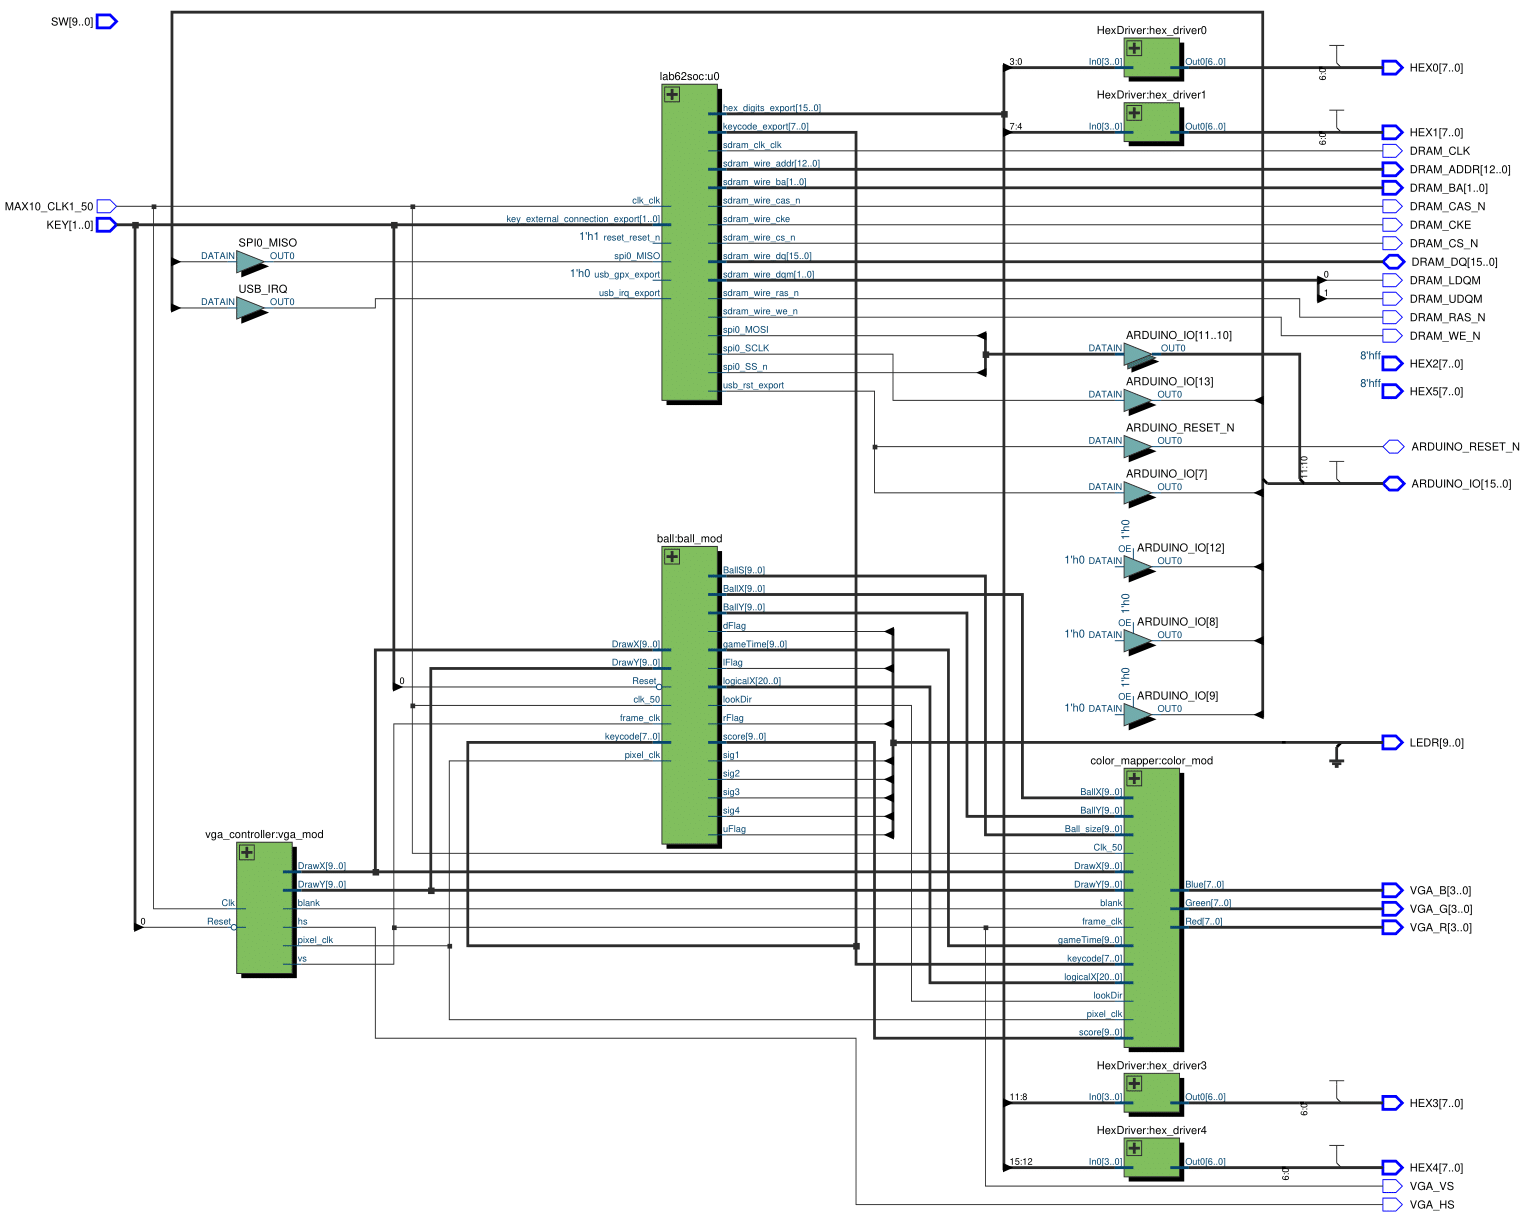 SW[9..0]
MAX10_CLK1_50
KEY[1..0]
SPI0_MISO
DATAIN
OUT0
USB_IRQ
DATAIN
OUT0
lab62soc:u0
clk_clk
key_external_connection_export[1..0]
1'h1 reset_reset_n
spi0_MISO
1'h0 usb_gpx_export
usb_irq_export
hex_digits_export[15..0]
keycode_export[7..0]
sdram_clk_clk
sdram_wire_addr[12..0]
sdram_wire_ba[1..0]
sdram_wire_cas_n
sdram_wire_cke
sdram_wire_cs_n
sdram_wire_dq[15..0]
sdram_wire_dqm[1..0]
sdram_wire_ras_n
sdram_wire_we_n
spi0_MOSI
spi0_SCLK
spi0_SS_n
usb_rst_export
HexDriver:hex_driver0
3:0
In0[3..0]
Out0[6..0]
6:0
HEX0[7..0]
HexDriver:hex_driver1
7:4
In0[3..0]
Out0[6..0]
6:0
HEX1[7..0]
DRAM_CLK
DRAM_ADDR[12..0]
DRAM_BA[1..0]
DRAM_CAS_N
DRAM_CKE
DRAM_CS_N
DRAM_DQ[15..0]
0
DRAM_LDQM
1
DRAM_UDQM
DRAM_RAS_N
DRAM_WE_N
8'hff
HEX2[7..0]
8'hff
HEX5[7..0]
ARDUINO_IO[11..10]
DATAIN
OUT0
ARDUINO_IO[13]
DATAIN
OUT0
ARDUINO_RESET_N
DATAIN
OUT0
ARDUINO_RESET_N
ARDUINO_IO[7]
DATAIN
OUT0
11:10
ARDUINO_IO[15..0]
1'h0
OE
ARDUINO_IO[12]
1'h0 DATAIN
OUT0
1'h0
OE
ARDUINO_IO[8]
1'h0 DATAIN
OUT0
1'h0
OE
ARDUINO_IO[9]
1'h0 DATAIN
OUT0
LEDR[9..0]
ball:ball_mod
DrawX[9..0]
DrawY[9..0]
0
Reset
clk_50
frame_clk
keycode[7..0]
pixel_clk
BallS[9..0]
BallX[9..0]
BallY[9..0]
dFlag
gameTime[9..0]
lFlag
logicalX[20..0]
lookDir
rFlag
score[9..0]
sig1
sig2
sig3
sig4
uFlag
vga_controller:vga_mod
Clk
0
Reset
DrawX[9..0]
DrawY[9..0]
blank
hs
pixel_clk
vs
color_mapper:color_mod
BallX[9..0]
BallY[9..0]
Ball_size[9..0]
Clk_50
DrawX[9..0]
DrawY[9..0]
blank
frame_clk
gameTime[9..0]
keycode[7..0]
logicalX[20..0]
lookDir
pixel_clk
score[9..0]
Blue[7..0]
Green[7..0]
Red[7..0]
VGA_B[3..0]
VGA_G[3..0]
VGA_R[3..0]
HexDriver:hex_driver3
11:8
In0[3..0]
Out0[6..0]
6:0
HEX3[7..0]
HexDriver:hex_driver4
15:12
In0[3..0]
Out0[6..0]
6:0
HEX4[7..0]
VGA_VS
VGA_HS